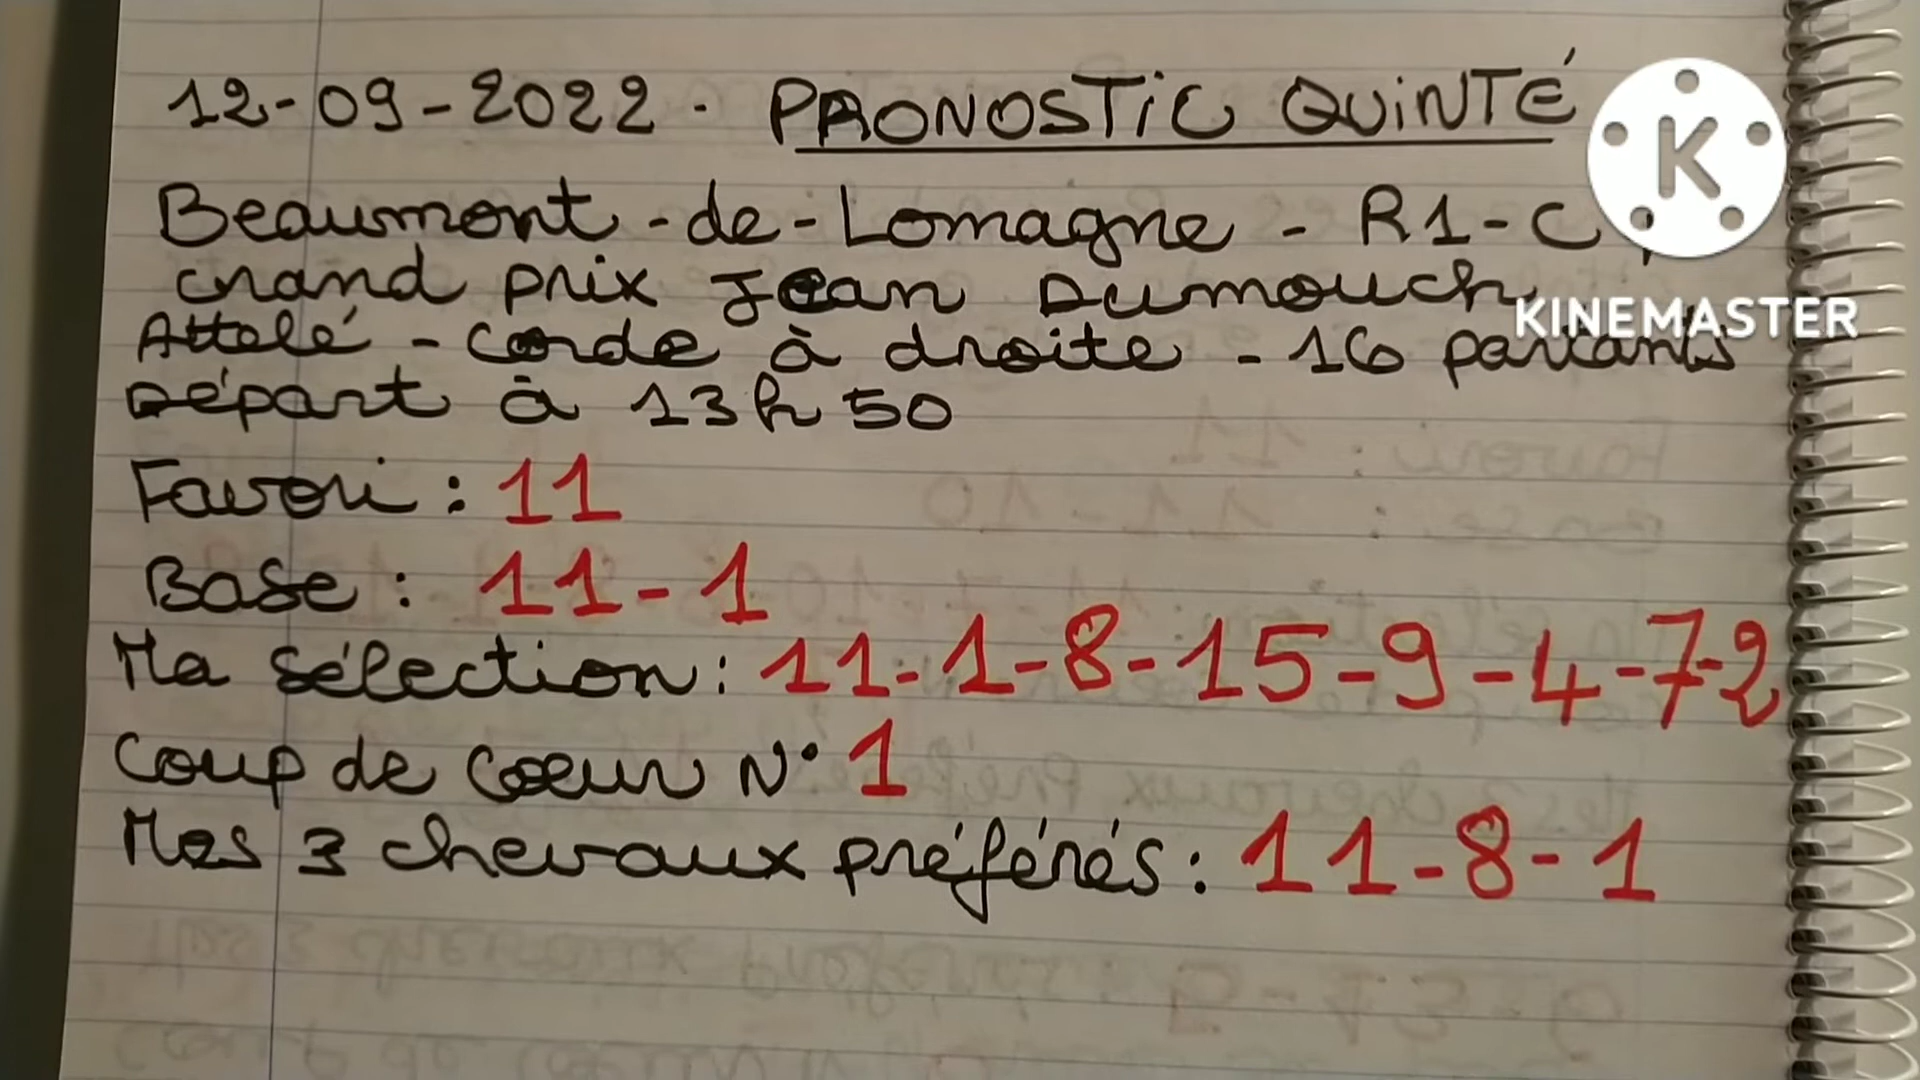 12-09-2022. PRONOSTIC QUINTÉ
Beaumont-de-Lomagne - R1-C
Grand prix Jean Dumouch
Attelé - Corde à droite - 16 partants
Départ à 13h50
Favori : 11
Base : 11-1
Ma sélection : 11-1-8-15-9-4-7-2
Coup de cœur N° 1
Mes 3 chevaux préférés : 11-8-1
K
KINEMASTER